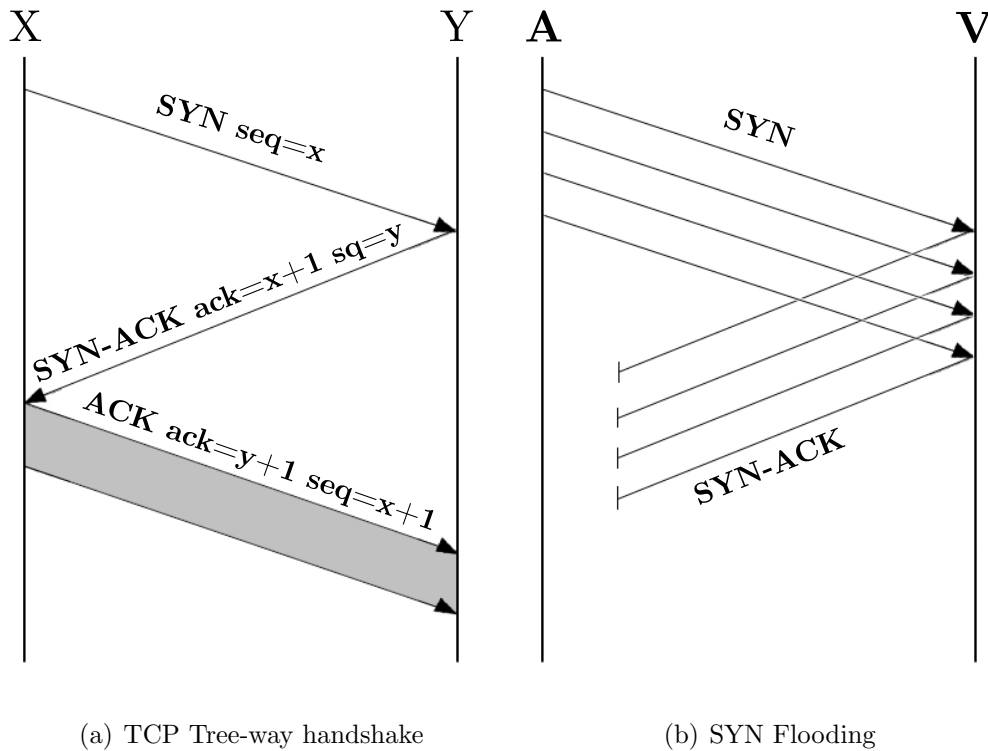 X
Y
SYN seq=x
SYN-ACK ack=x+1 sq=y
ACK ack=y+1 seq=x+1
(a) TCP Tree-way handshake
A
V
SYN
SYN-ACK
(b) SYN Flooding